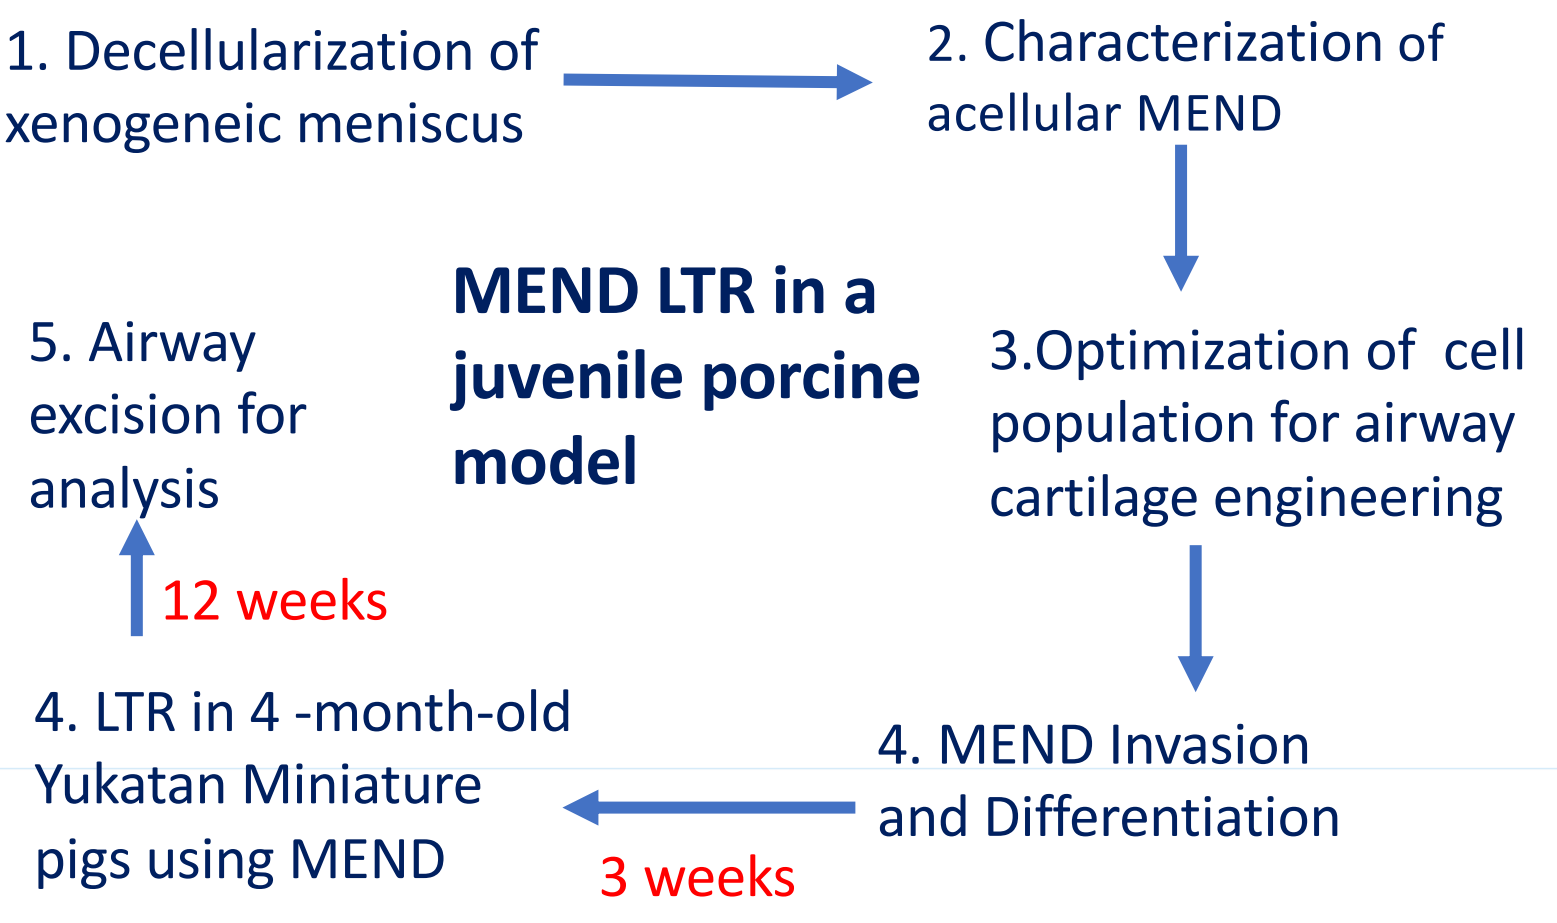 1. Decellularization of
xenogeneic meniscus
2. Characterization of
acellular MEND
MEND LTR in a
juvenile porcine
model
3.Optimization of  cell
population for airway
cartilage engineering
4. MEND Invasion
and Differentiation
3 weeks
4. LTR in 4 -month-old
Yukatan Miniature
pigs using MEND
12 weeks
5. Airway
excision for
analysis